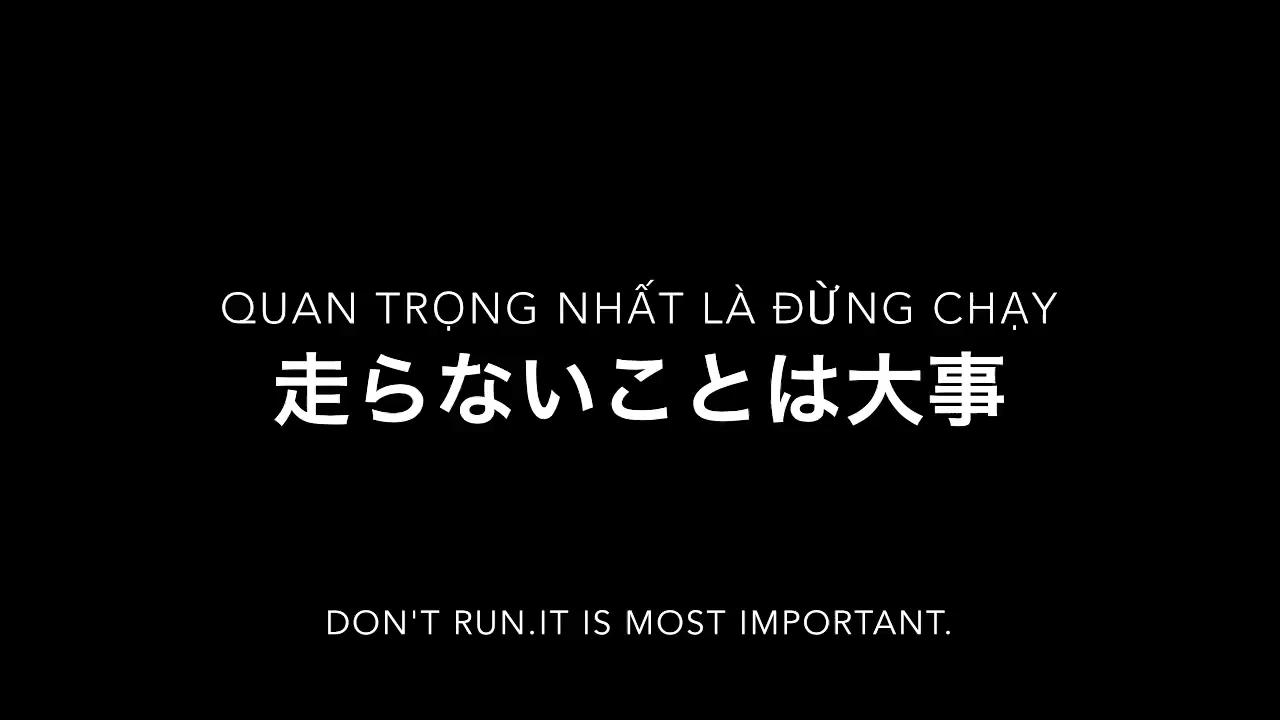 QUAN TRỌNG NHẤT LÀ ĐỪNG CHẠY
走らないことは大事
DON'T RUN.IT IS MOST IMPORTANT.